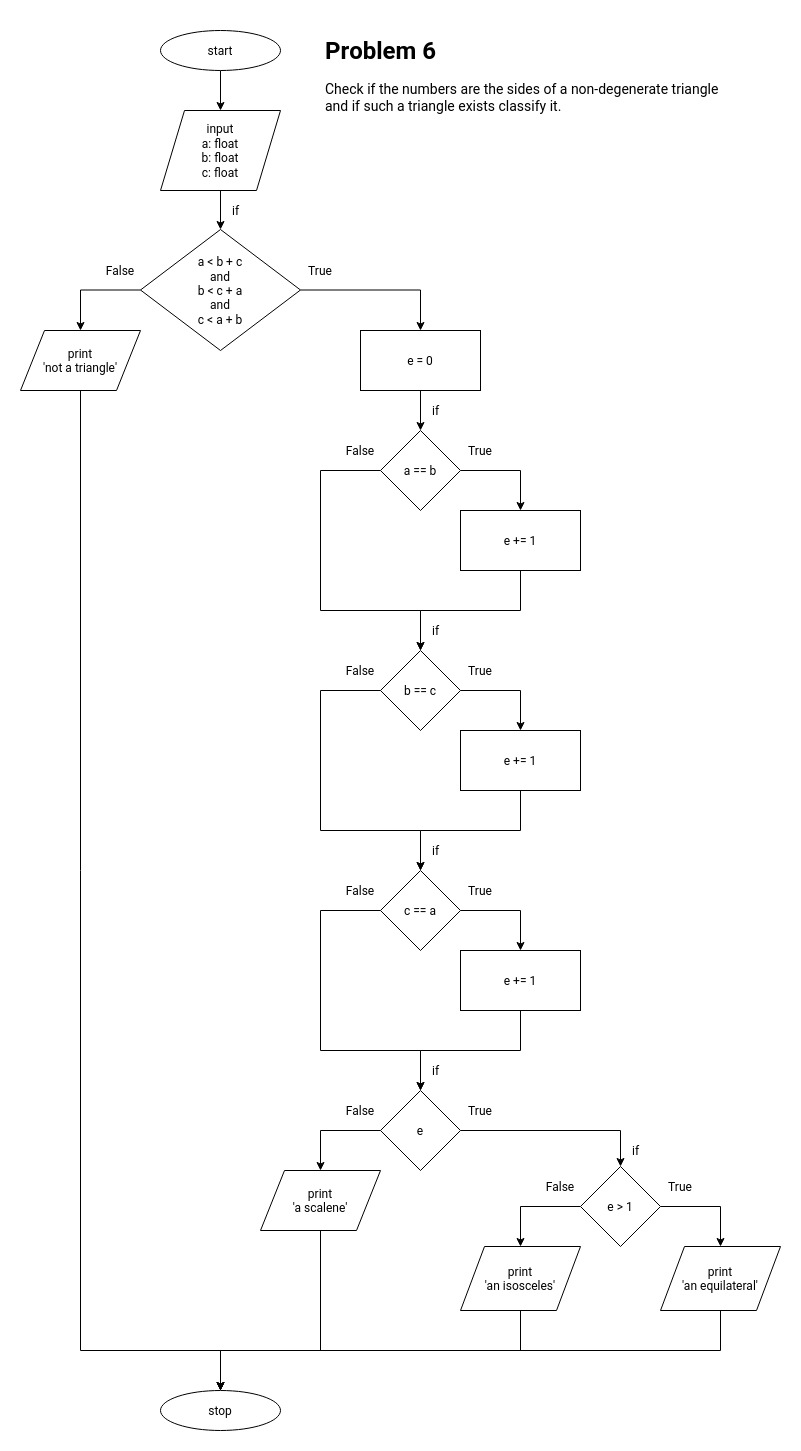 start
Problem 6
Check if the numbers are the sides of a non-degenerate triangle
and if such a triangle exists classify it.
input
a: float
b: float
c: float
if
False
True
a < b + c
and
b < c + a
and
c < a + b
print
'not a triangle'
e = 0
if
False
True
a == b
e += 1
if
False
True
b == c
e += 1
if
False
True
c == a
e += 1
if
False
True
e
if
print
'a scalene'
False
True
e > 1
print
'an isosceles'
print
'an equilateral'
stop